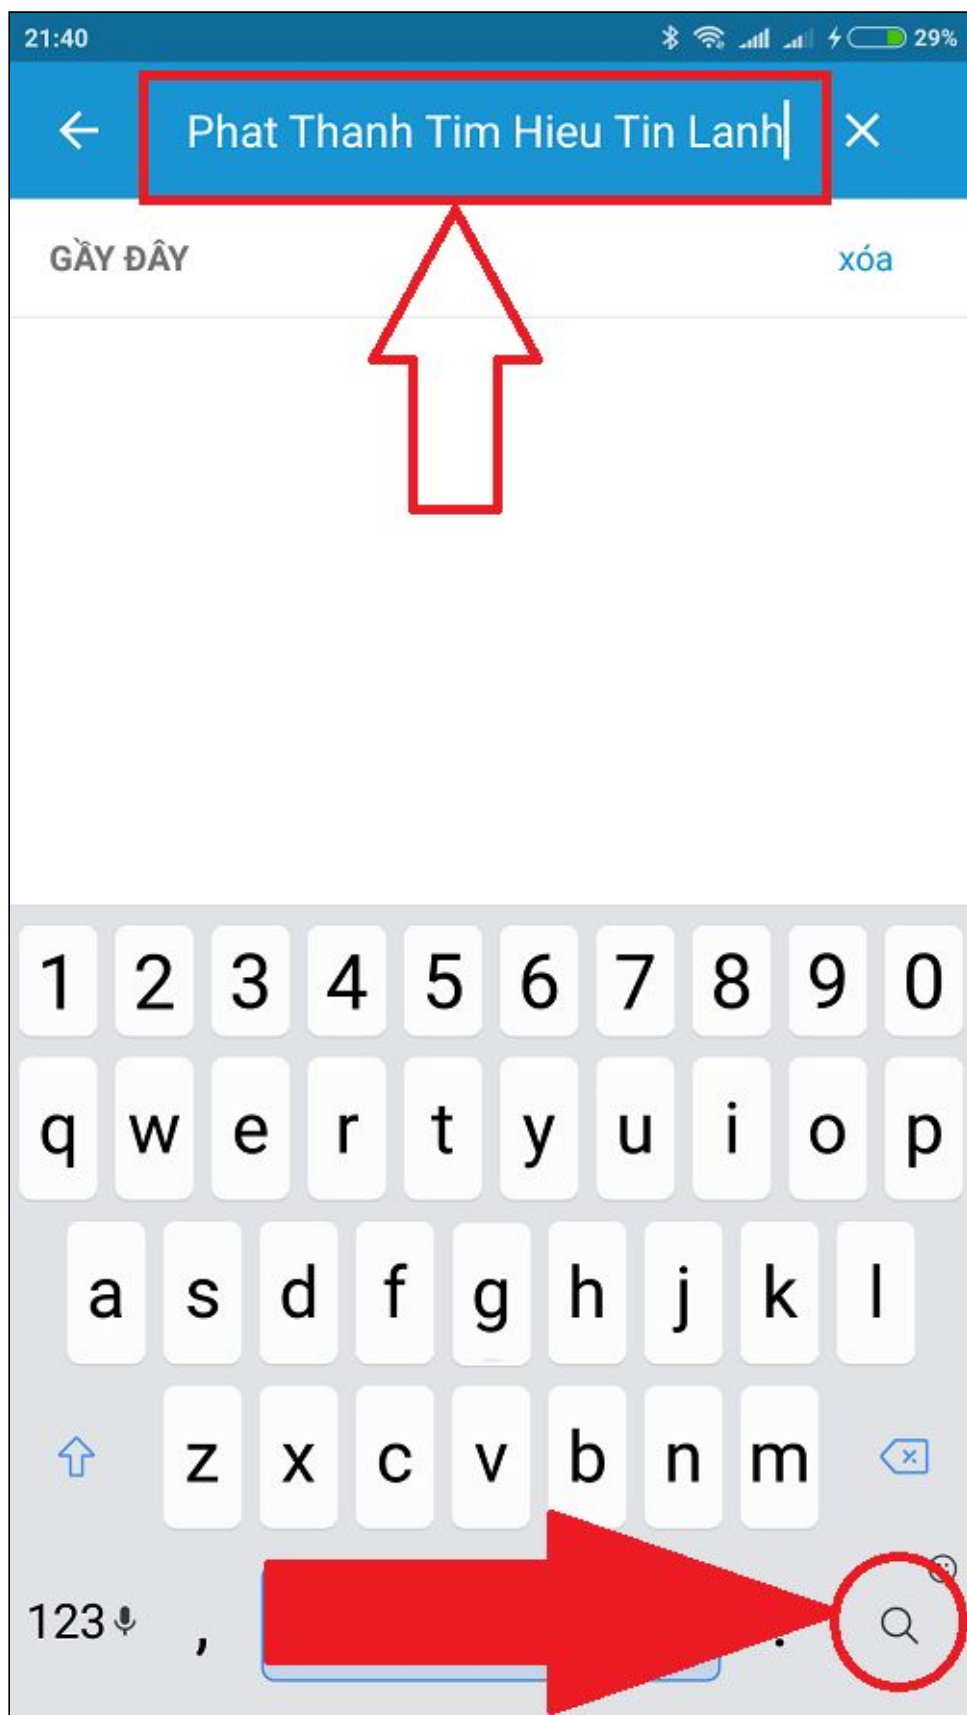 21:40 29%
Phat Thanh Tim Hieu Tin Lanh
GẦY ĐÂY xóa
1 2 3 4 5 6 7 8 9 0
q w e r t y u i o p
a s d f g h j k l
z x c v b n m
123 , .